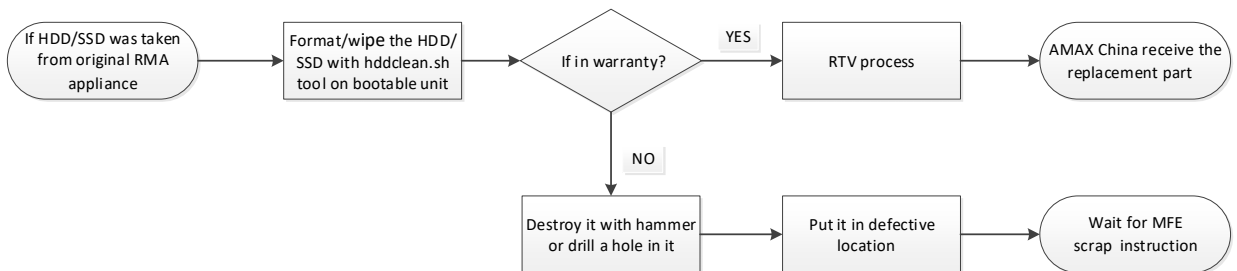 If HDD/SSD was taken
from original RMA
appliance
Format/wipe the HDD/
SSD with hddclean.sh
tool on bootable unit
If in warranty?
YES
RTV process
AMAX China receive the
replacement part
NO
Destroy it with hammer
or drill a hole in it
Put it in defective
location
Wait for MFE
scrap instruction